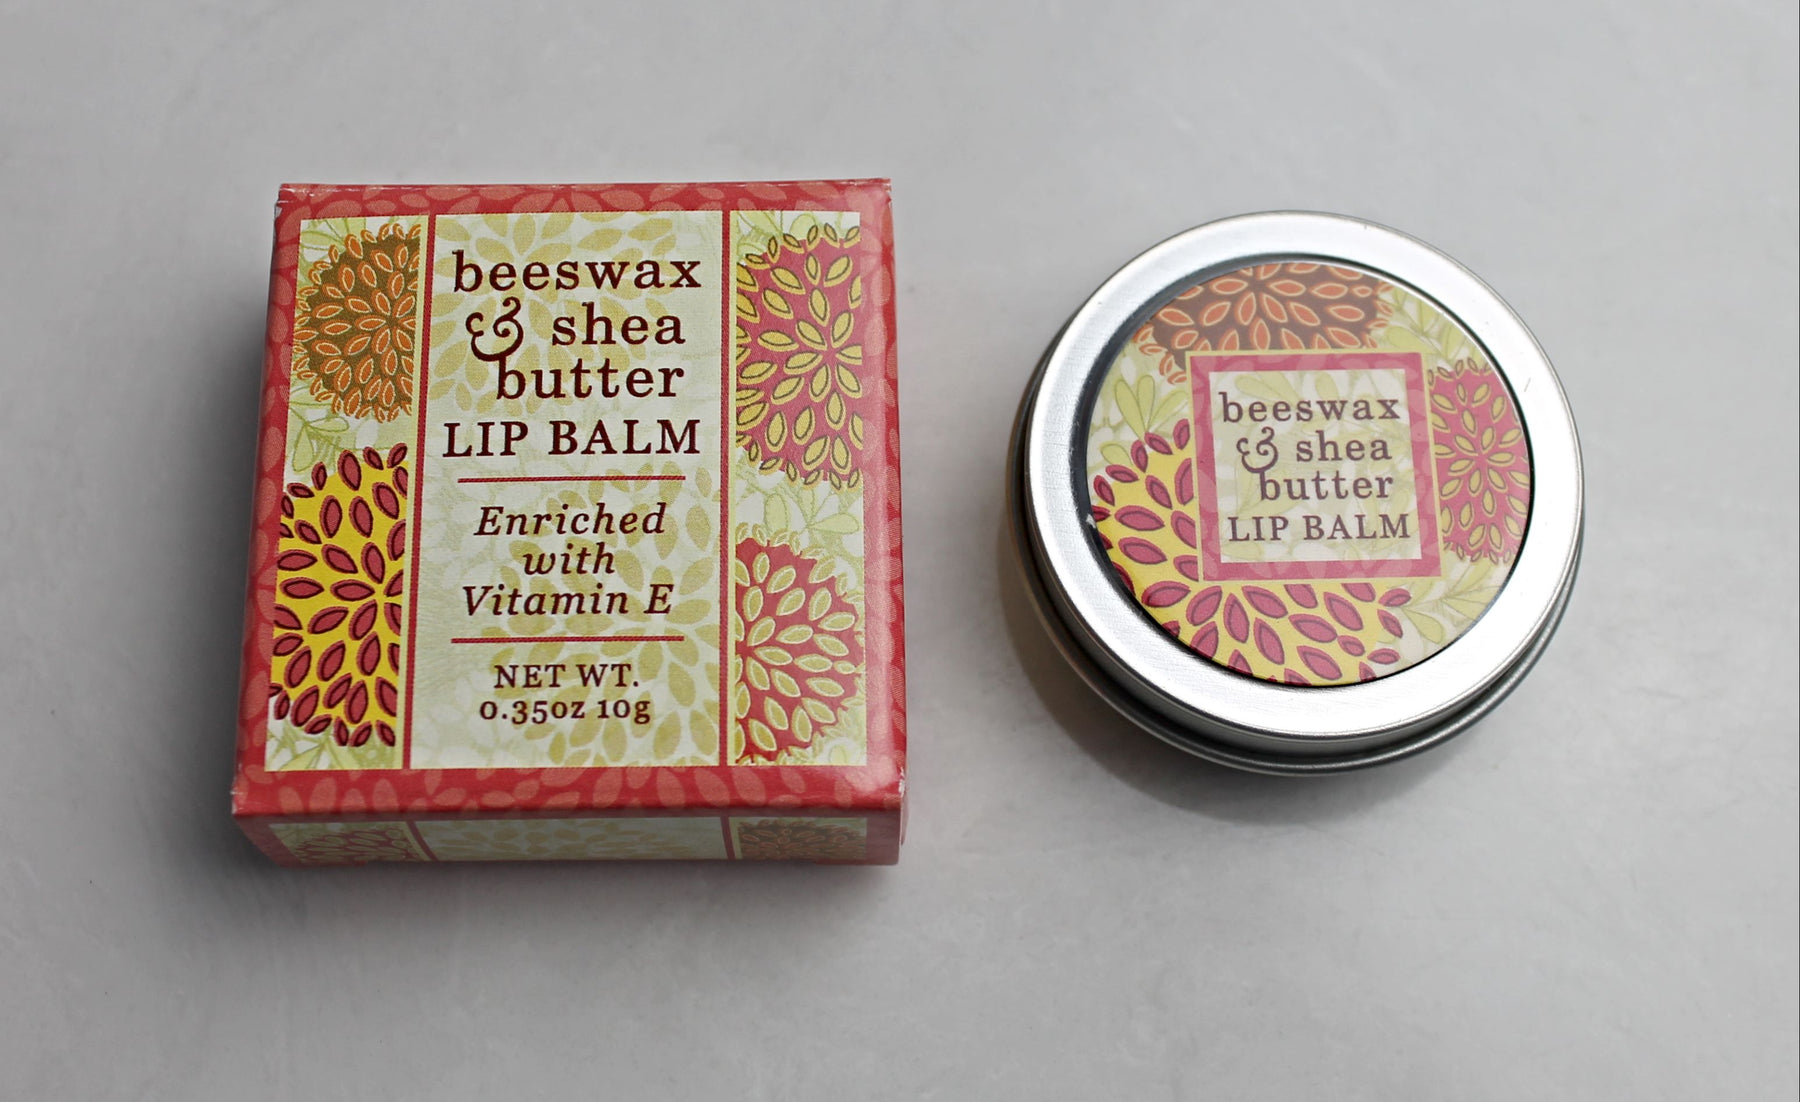 beeswax
& shea
butter
LIP BALM
Enriched
with
Vitamin E
NET WT.
0.35oz 10g
beeswax
& shea
butter
LIP BALM